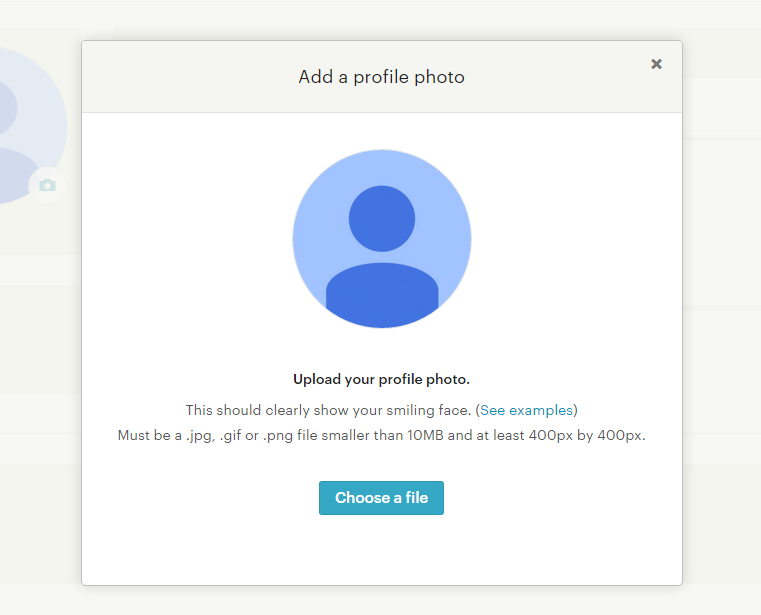 Add a profile photo
Upload your profile photo.
This should clearly show your smiling face. (See examples)
Must be a .jpg, .gif or .png file smaller than 10MB and at least 400px by 400px.
Choose a file